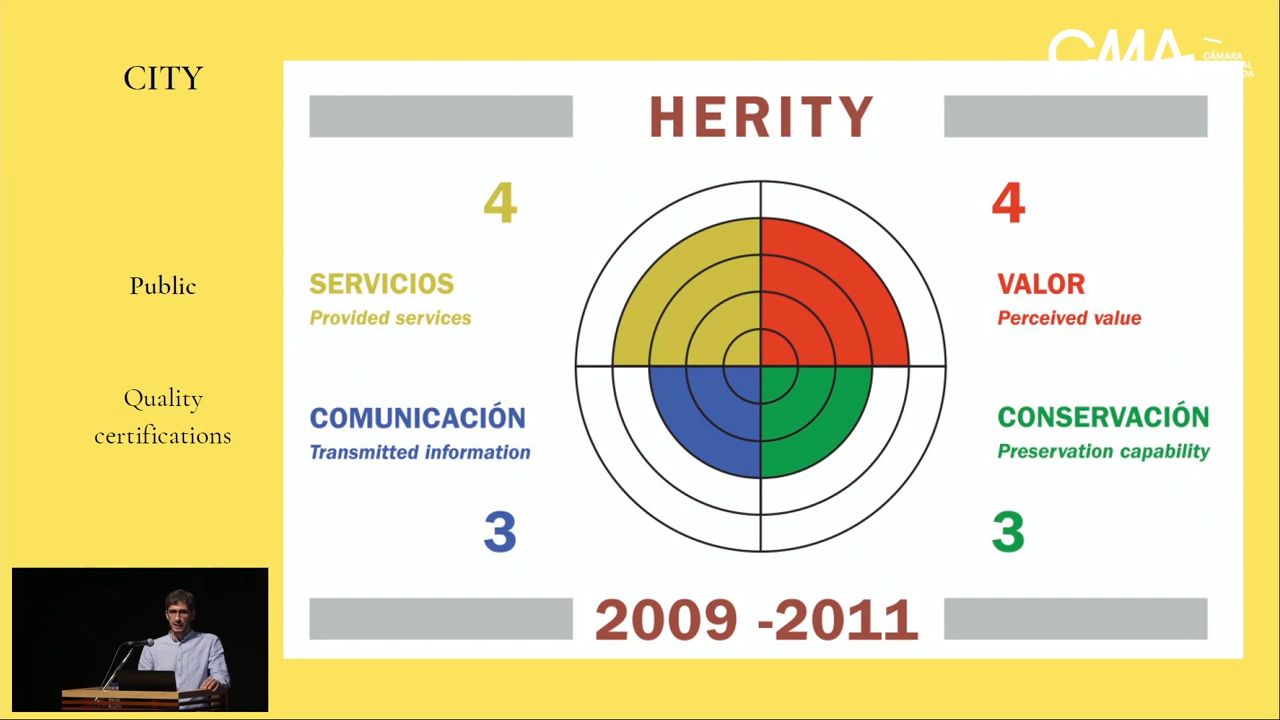 CITY
Public
Quality
certifications
CMA
CÂMARA
HERITY
4
4
SERVICIOS
Provided services
VALOR
Perceived value
COMUNICACIÓN
Transmitted information
CONSERVACIÓN
Preservation capability
3
3
2009 -2011